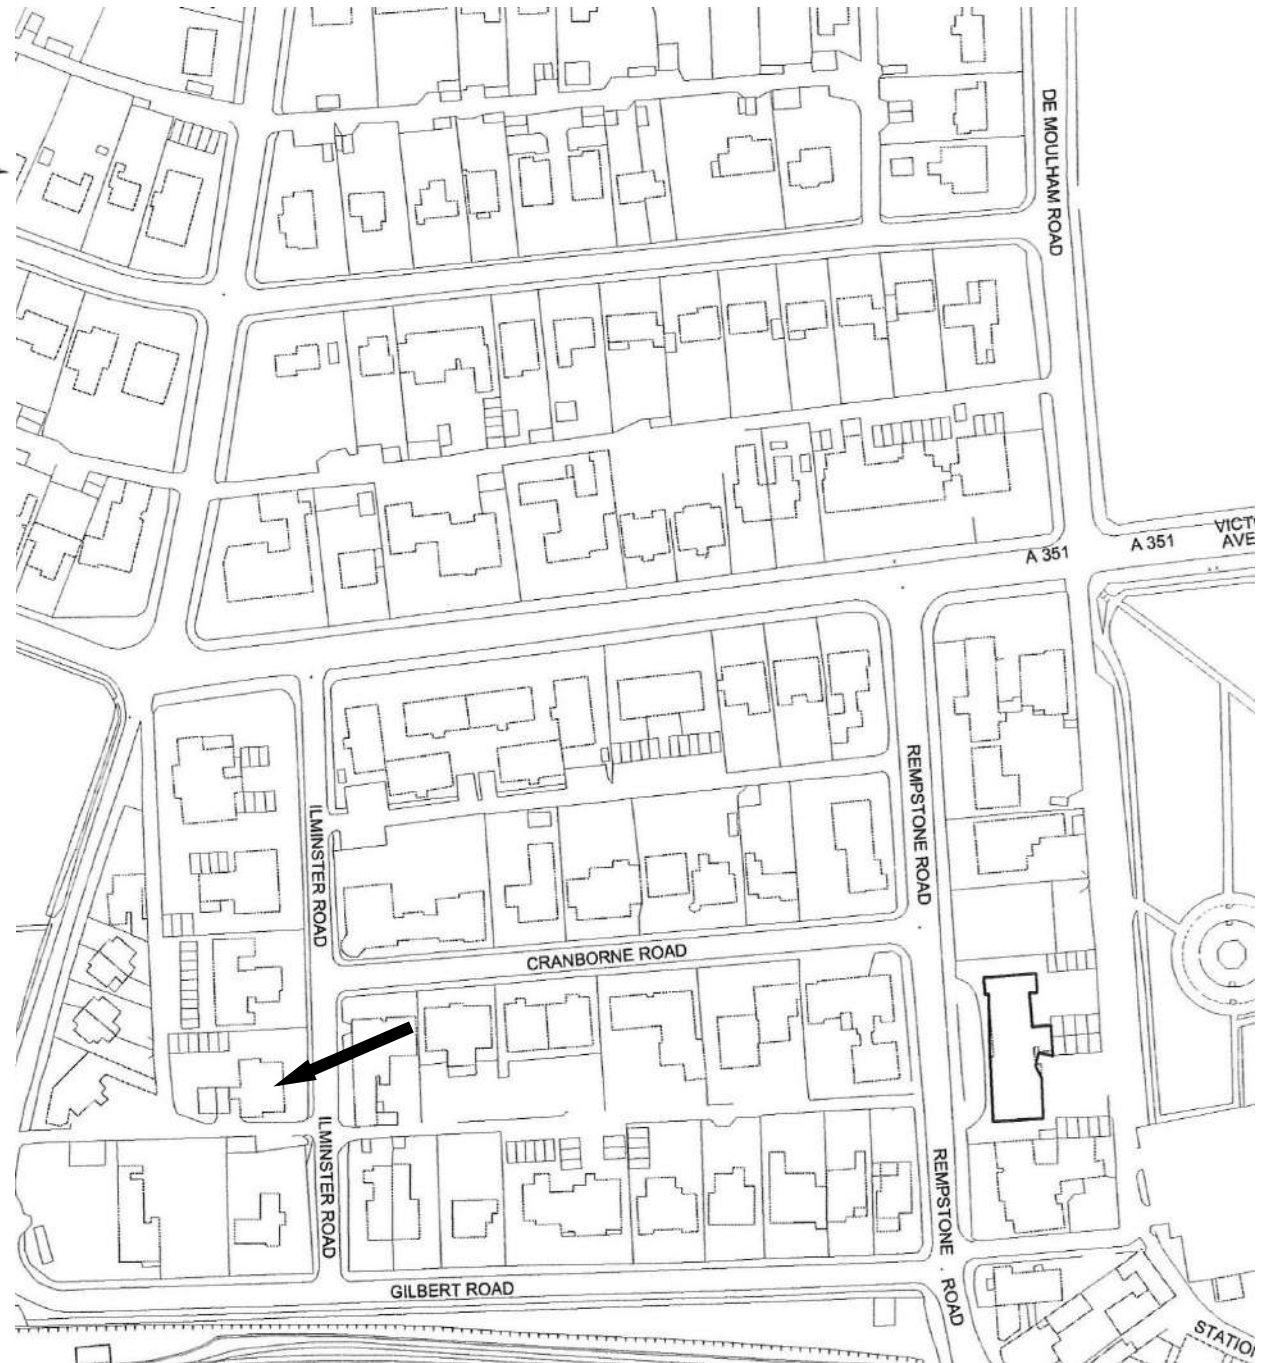 DE MOULHAM ROAD
A 351
A 351
VICT
AVE
REMPSTONE ROAD
ILMINSTER ROAD
CRANBORNE ROAD
ILMINSTER ROAD
REMPSTONE ROAD
GILBERT ROAD
STATIO